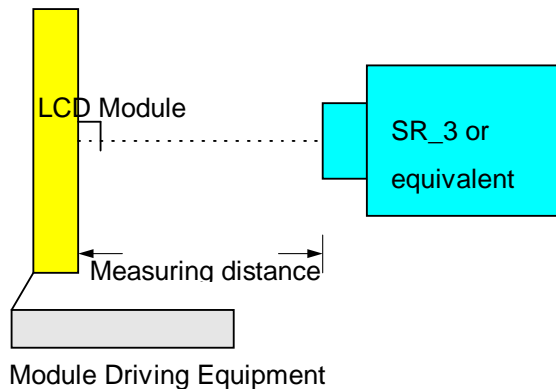 LCD Module
SR_3 or
equivalent
Measuring distance
Module Driving Equipment